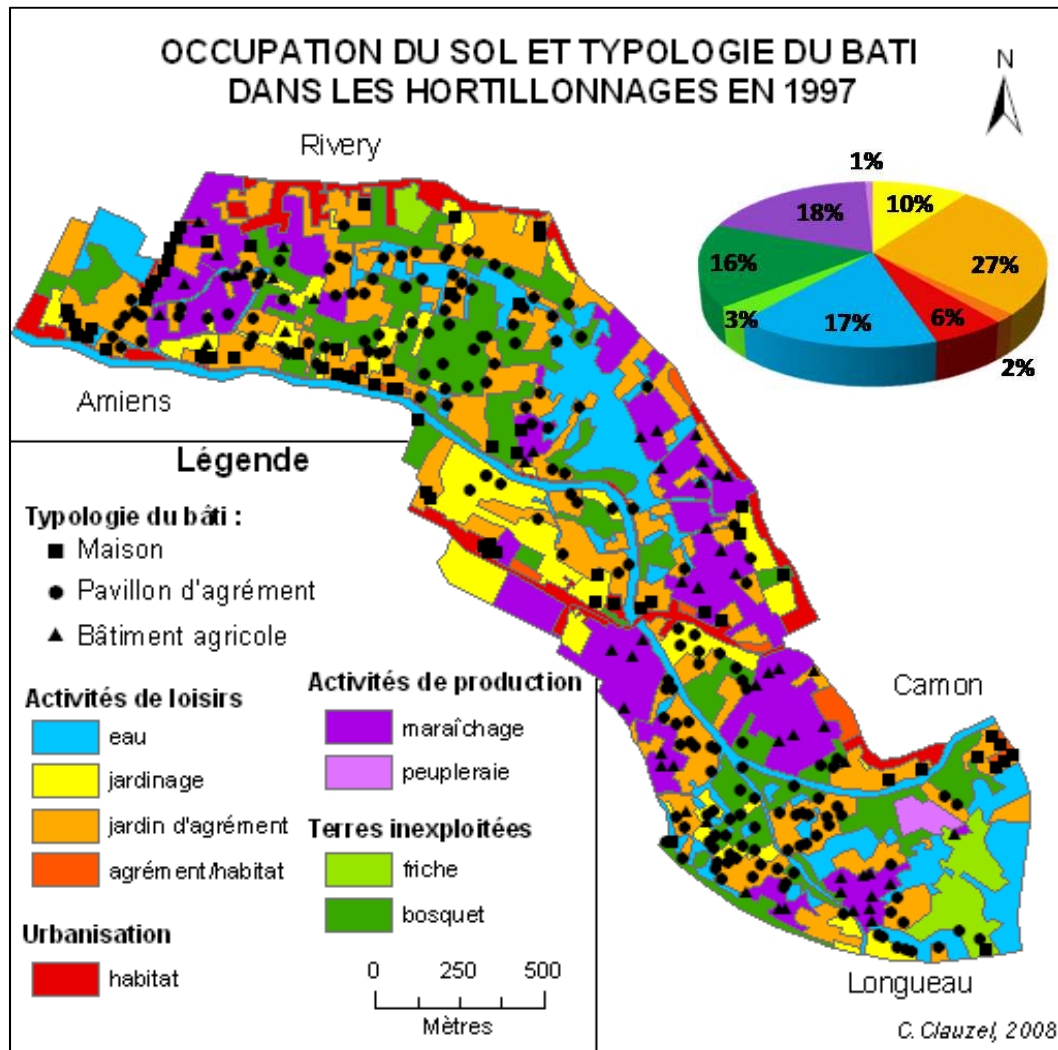 OCCUPATION DU SOL ET TYPOLOGIE DU BATI
DANS LES HORTILLONNAGES EN 1997
N
Rivery
1%
10%
18%
27%
16%
3%
17%
6%
2%
Amiens
Légende
Typologie du bâti :
Maison
Pavillon d'agrément
Bâtiment agricole
Activités de loisirs
eau
jardinage
jardin d'agrément
agrément/habitat
Urbanisation
habitat
Activités de production
maraîchage
peupleraie
Terres inexploitées
friche
bosquet
0 250 500
Mètres
Camon
Longueau
C. Clauzel, 2008